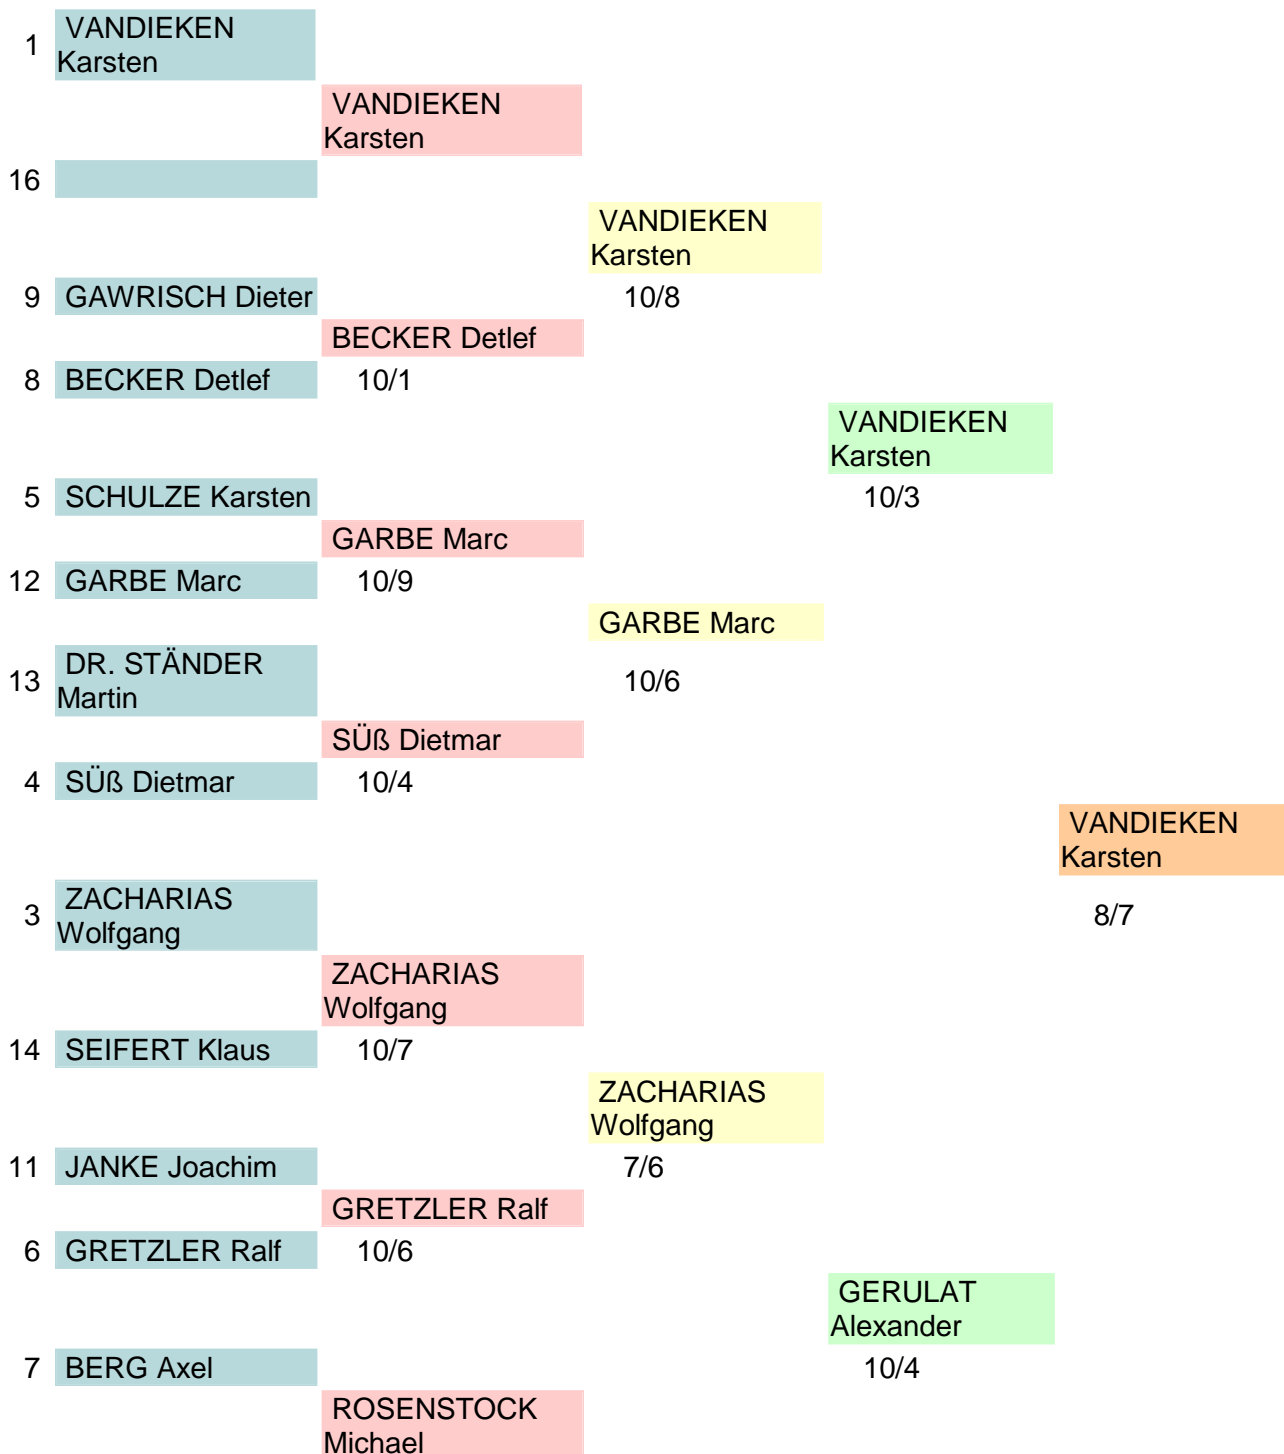 VANDIEKEN
1
Karsten
VANDIEKEN
Karsten
16
VANDIEKEN
Karsten
9 GAWRISCH Dieter 10/8
BECKER Detlef
8 BECKER Detlef 10/1
VANDIEKEN
Karsten
5 SCHULZE Karsten 10/3
GARBE Marc
12 GARBE Marc 10/9
GARBE Marc
DR. STÄNDER
13 10/6
Martin
SÜß Dietmar
4 SÜß Dietmar 10/4
VANDIEKEN
Karsten
ZACHARIAS
3 8/7
Wolfgang
ZACHARIAS
Wolfgang
14 SEIFERT Klaus 10/7
ZACHARIAS
Wolfgang
11 JANKE Joachim 7/6
GRETZLER Ralf
6 GRETZLER Ralf 10/6
GERULAT
Alexander
7 BERG Axel 10/4
ROSENSTOCK
Michael